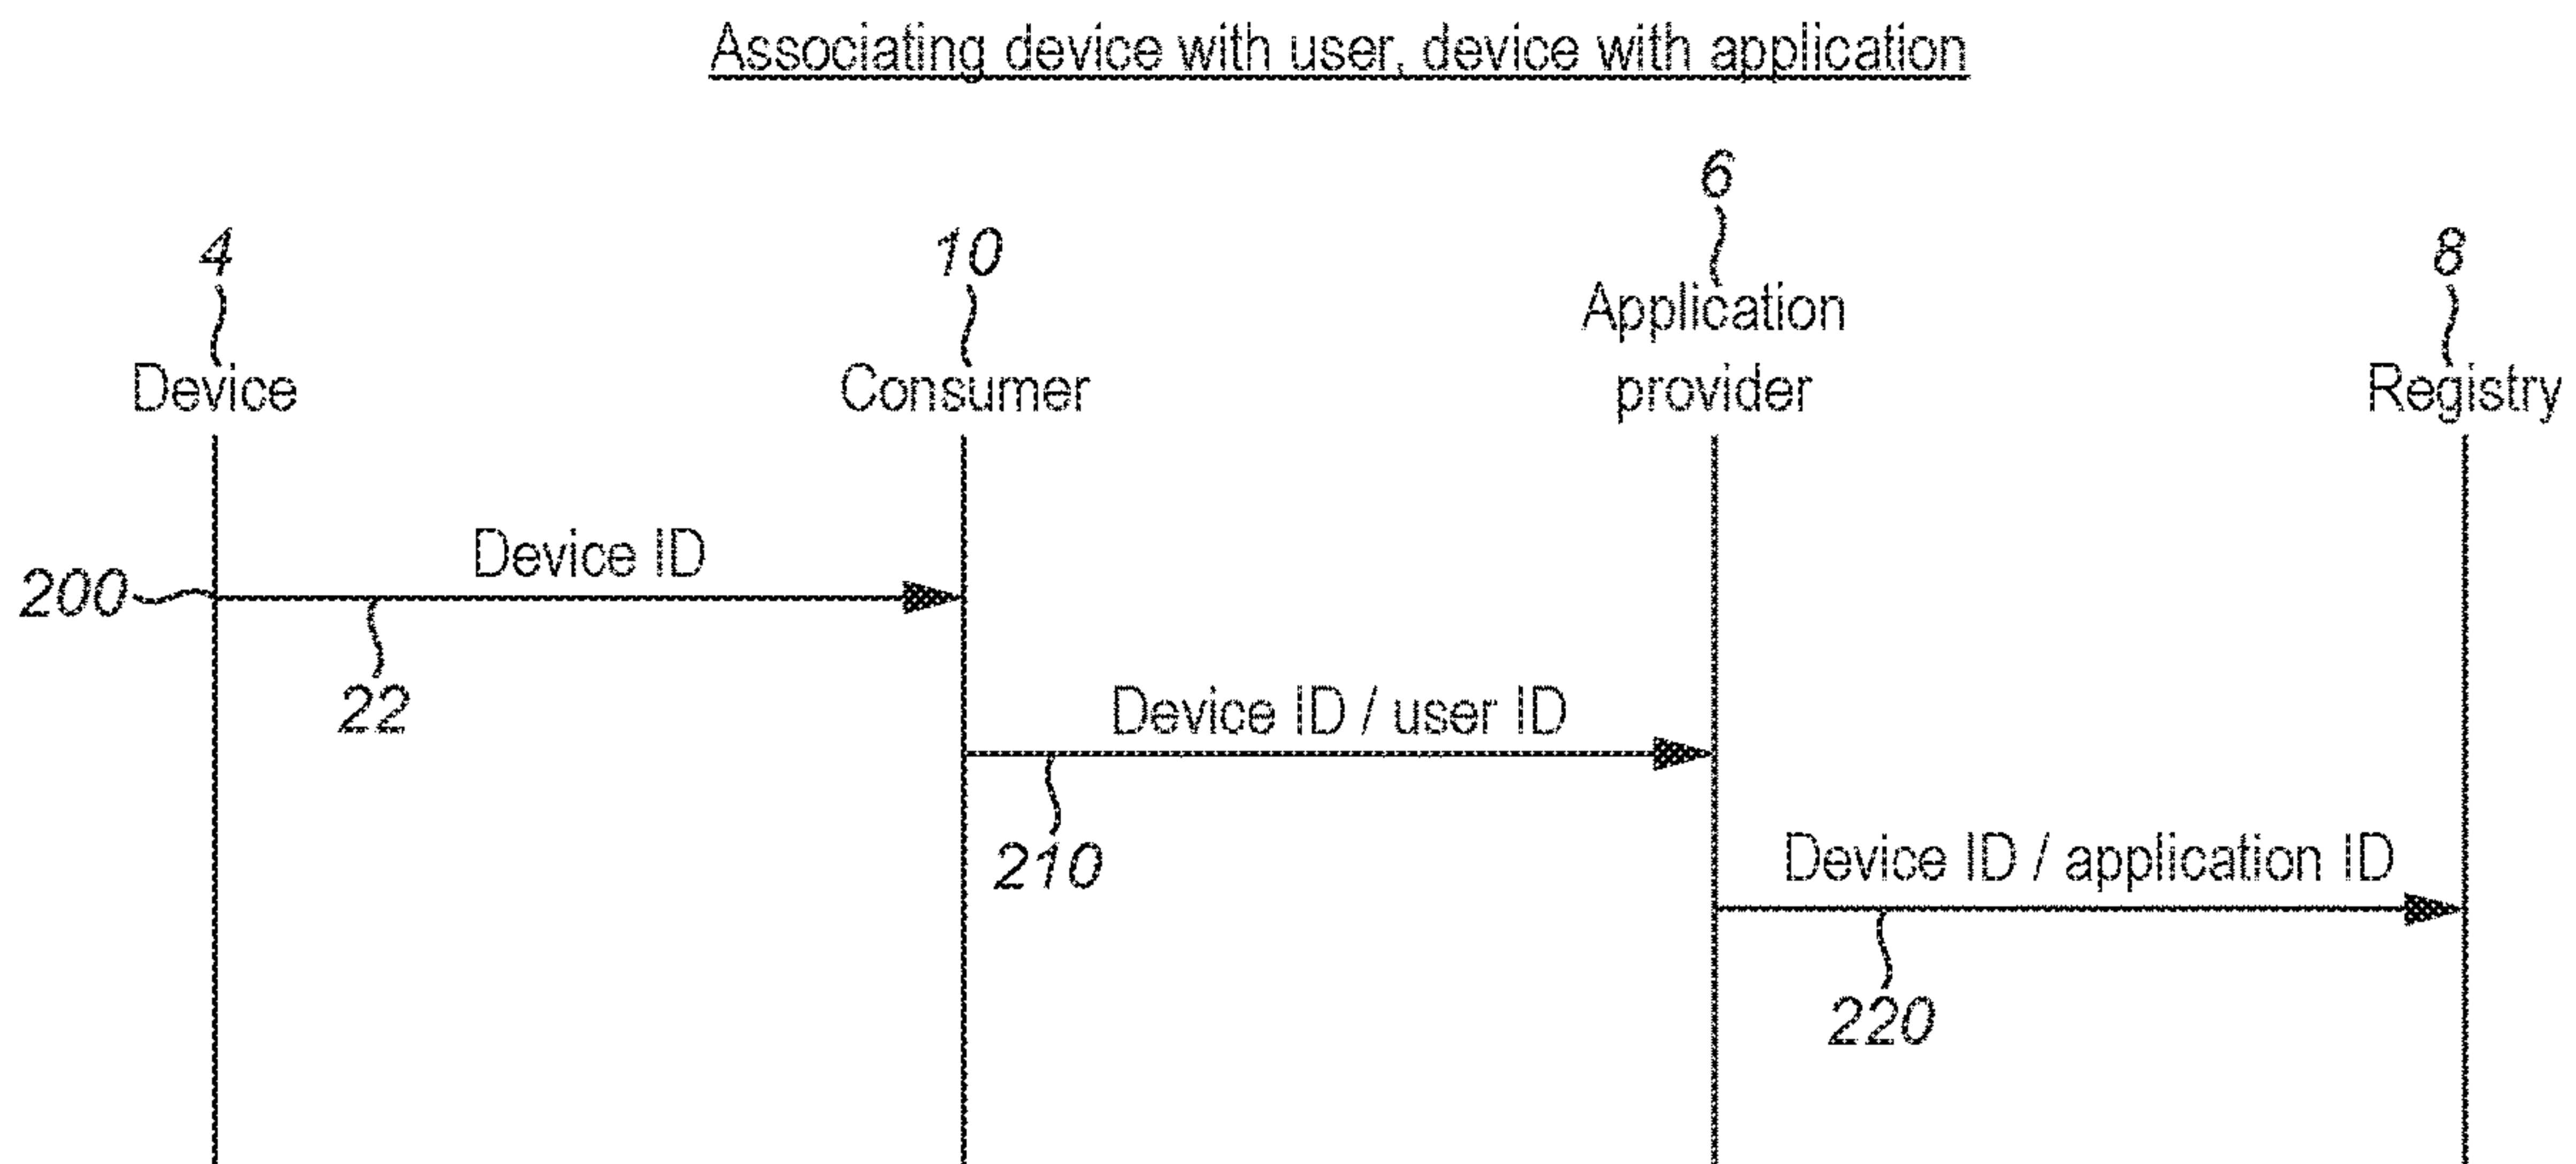 Associating device with user, device with application
6
4
10
8
Application
provider
Device
Consumer
Registry
Device ID
200
22
Device ID / user ID
210
Device ID / application ID
220